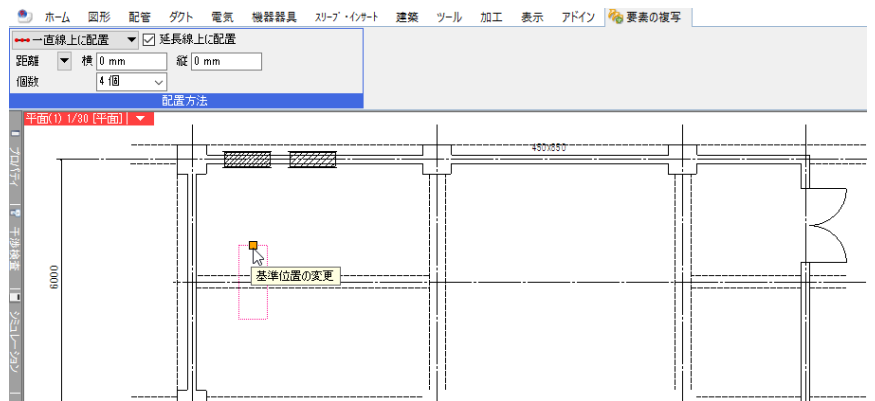 ホーム 図形 配管 ダクト 電気 機器器具 スリーブ・インサート 建築 ツール 加工 表示 アドイン 要素の複写
一直線上に配置 延長線上に配置
距離 横 0 mm 縦 0 mm
個数 4 個
配置方法
平面(1) 1/30 [平面]
プロパティ
干渉検査
シミュレーション
450x850
6000
基準位置の変更